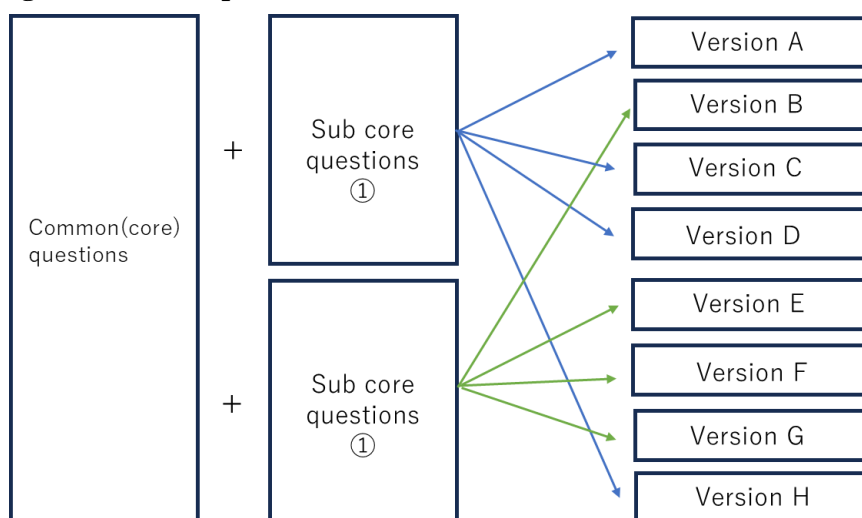 Common(core)
questions
+
Sub core
questions
①
+
Sub core
questions
①
Version A
Version B
Version C
Version D
Version E
Version F
Version G
Version H